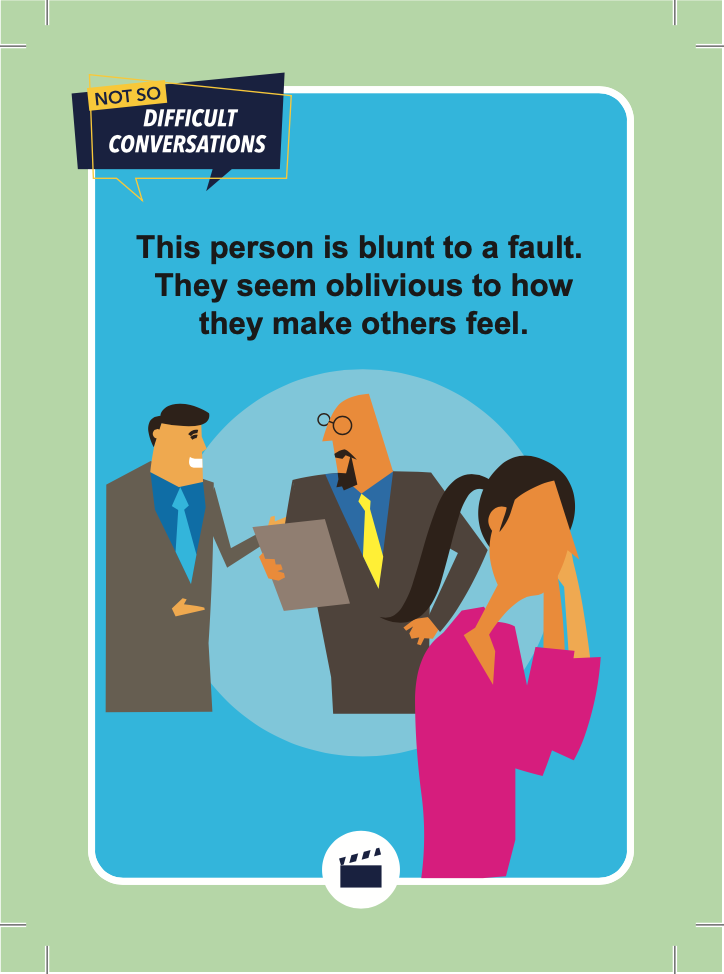 NOT SO
DIFFICULT
CONVERSATIONS
This person is blunt to a fault.
They seem oblivious to how
they make others feel.